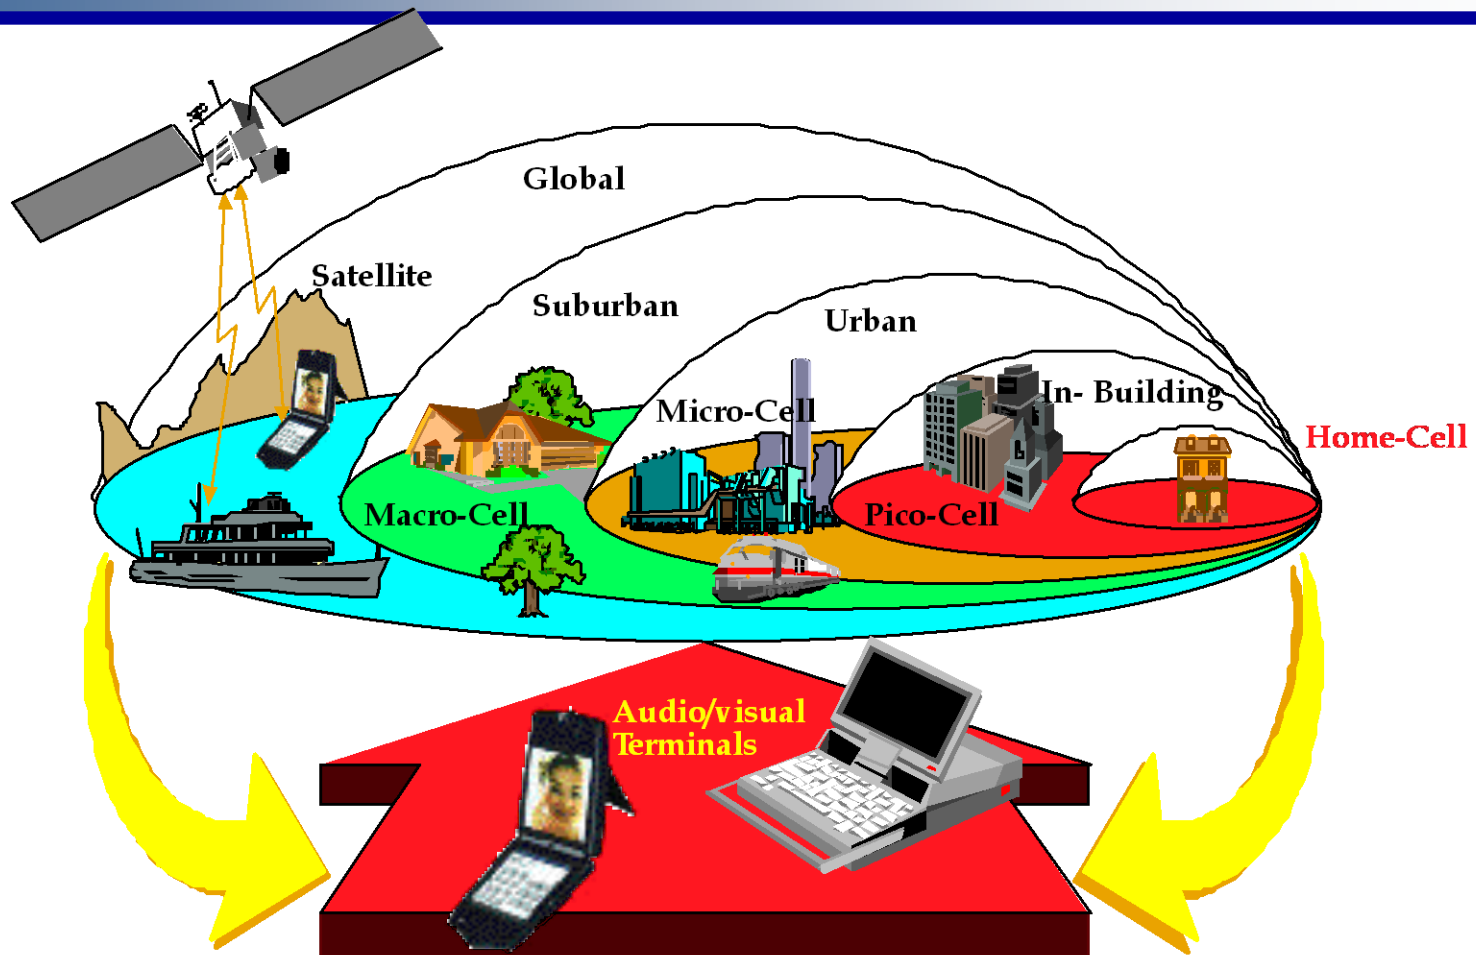 Global
Satellite
Suburban
Urban
In- Building
Micro-Cell
Home-Cell
Macro-Cell
Pico-Cell
Audio/visual
Terminals